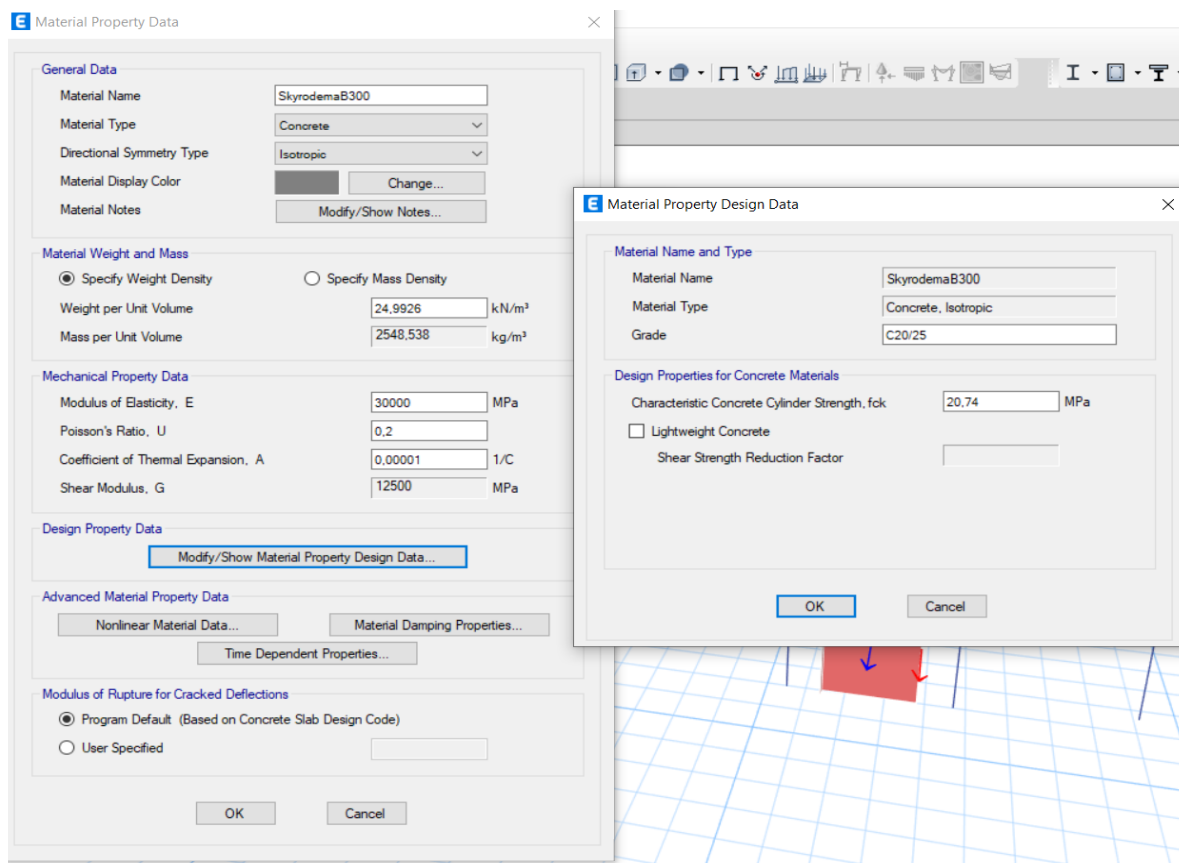 E Material Property Data
General Data
Material Name SkyrodemaB300
Material Type Concrete
Directional Symmetry Type Isotropic
Material Display Color Change...
Material Notes Modify/Show Notes...
Material Weight and Mass
Specify Weight Density Specify Mass Density
Weight per Unit Volume 24,9926 kN/m³
Mass per Unit Volume 2548,538 kg/m³
Mechanical Property Data
Modulus of Elasticity, E 30000 MPa
Poisson's Ratio, U 0,2
Coefficient of Thermal Expansion, A 0,00001 1/C
Shear Modulus, G 12500 MPa
Design Property Data
Modify/Show Material Property Design Data...
Advanced Material Property Data
Nonlinear Material Data... Material Damping Properties...
Time Dependent Properties...
Modulus of Rupture for Cracked Deflections
Program Default (Based on Concrete Slab Design Code)
User Specified
OK Cancel
E Material Property Design Data
Material Name and Type
Material Name SkyrodemaB300
Material Type Concrete, Isotropic
Grade C20/25
Design Properties for Concrete Materials
Characteristic Concrete Cylinder Strength, fck 20,74 MPa
Lightweight Concrete
Shear Strength Reduction Factor
OK Cancel